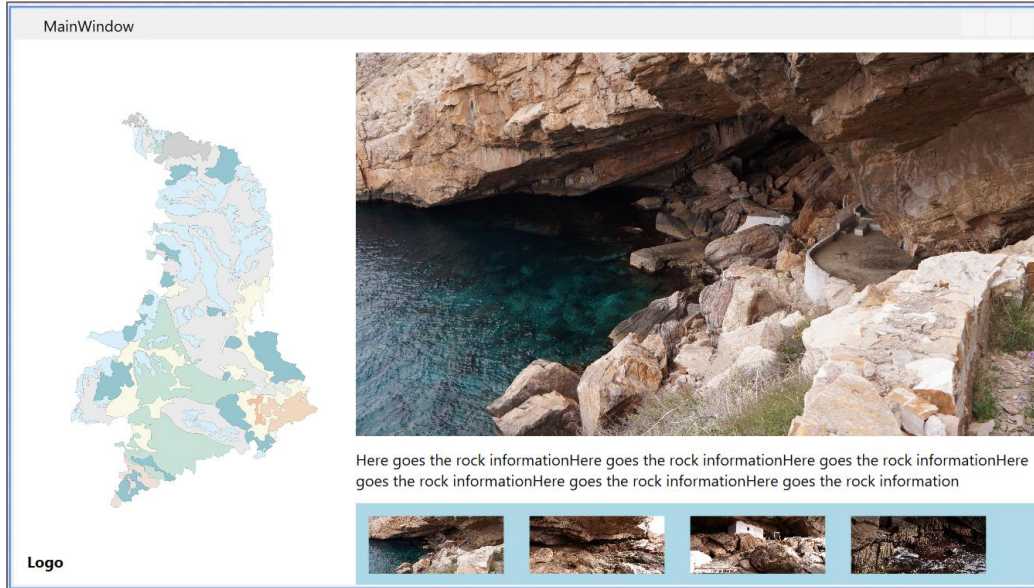 MainWindow
Here goes the rock informationHere goes the rock informationHere goes the rock informationHere
goes the rock informationHere goes the rock informationHere goes the rock information
Logo